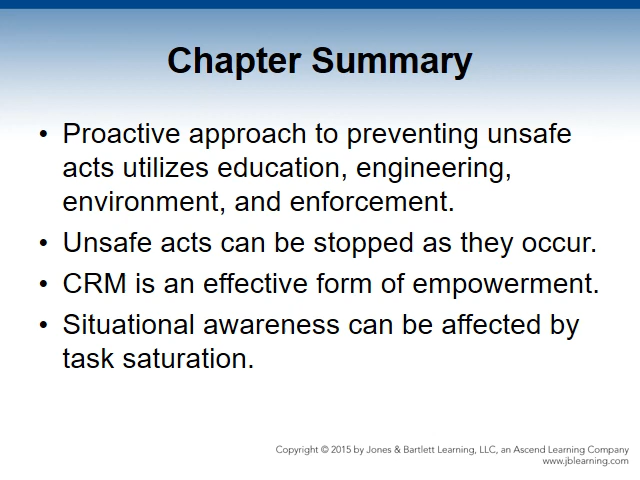 Chapter Summary
• Proactive approach to preventing unsafe
acts utilizes education, engineering,
environment, and enforcement.
• Unsafe acts can be stopped as they occur.
• CRM is an effective form of empowerment.
• Situational awareness can be affected by
task saturation.
Copyright © 2015 by Jones & Bartlett Learning, LLC, an Ascend Learning Company
www.jblearning.com